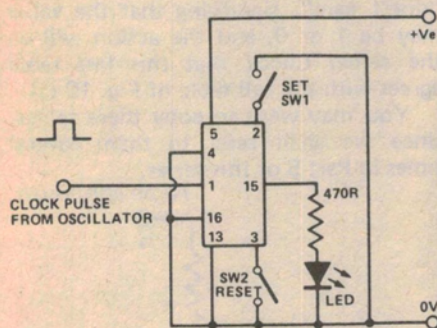 +Ve
SET
SW1
5 2
4
1 15
16
13 3
470R
CLOCK PULSE
FROM OSCILLATOR
SW2
RESET
LED
0V